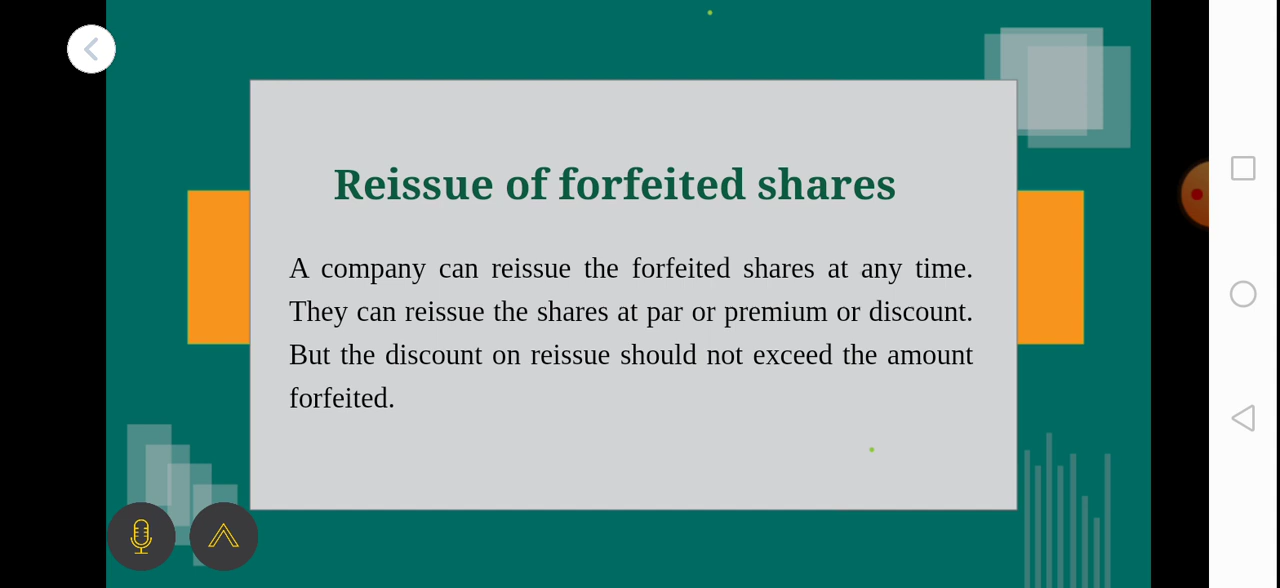 Reissue of forfeited shares
A company can reissue the forfeited shares at any time.
They can reissue the shares at par or premium or discount.
But the discount on reissue should not exceed the amount
forfeited.